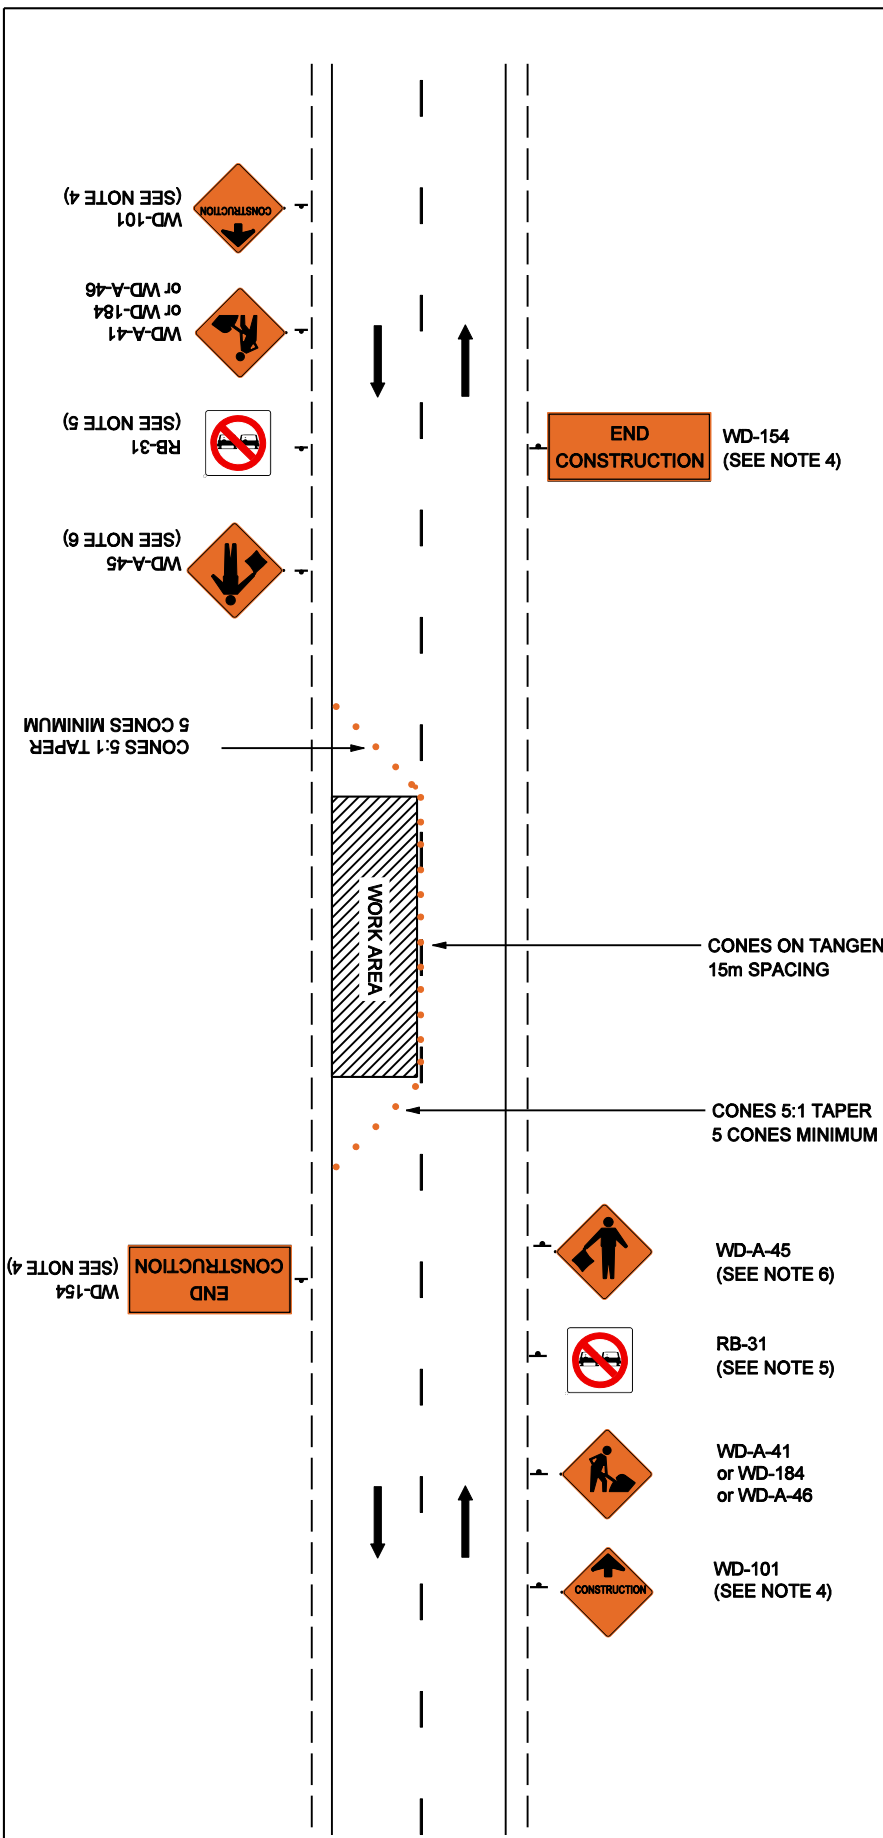 WD-101
(SEE NOTE 4)
CONSTRUCTION
WD-A-41
or WD-184
or WD-A-46
RB-31
(SEE NOTE 5)
WD-A-45
(SEE NOTE 6)
END
CONSTRUCTION
WD-154
(SEE NOTE 4)
CONES 5:1 TAPER
5 CONES MINIMUM
WORK AREA
CONES ON TANGEN
15m SPACING
CONES 5:1 TAPER
5 CONES MINIMUM
END
CONSTRUCTION
WD-154
(SEE NOTE 4)
WD-A-45
(SEE NOTE 6)
RB-31
(SEE NOTE 5)
WD-A-41
or WD-184
or WD-A-46
CONSTRUCTION
WD-101
(SEE NOTE 4)